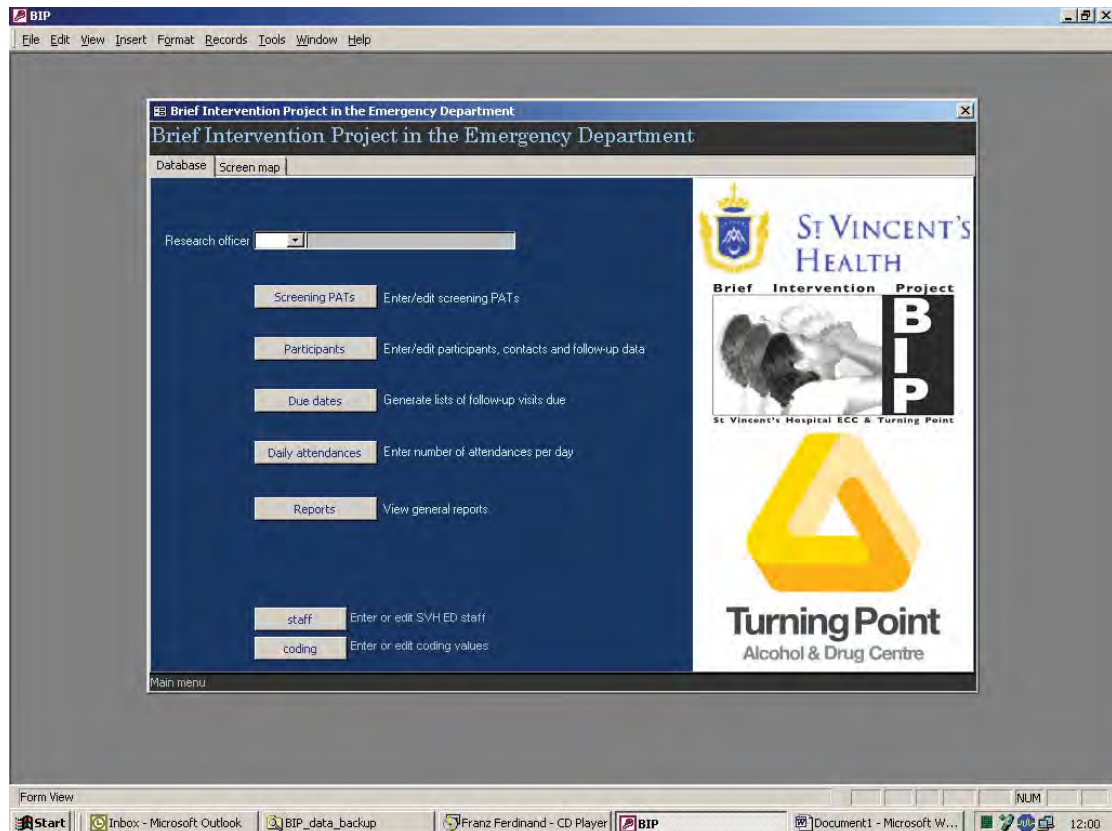 BIP
File Edit View Insert Format Records Tools Window Help
Brief Intervention Project in the Emergency Department
Brief Intervention Project in the Emergency Department
Database Screen map
Research officer
Screening PATs Enter/edit screening PATs
Participants Enter/edit participants, contacts and follow-up data
Due dates Generate lists of follow-up visits due
Daily attendances Enter number of attendances per day
Reports View general reports
staff Enter or edit SVH ED staff
coding Enter or edit coding values
Main menu
ST VINCENT'S
HEALTH
Brief Intervention Project
BIP
St Vincent's Hospital ECC & Turning Point
Turning Point
Alcohol & Drug Centre
Form View NUM
Start Inbox - Microsoft Outlook BIP_data_backup Franz Ferdinand - CD Player BIP Document1 - Microsoft W... 12:00